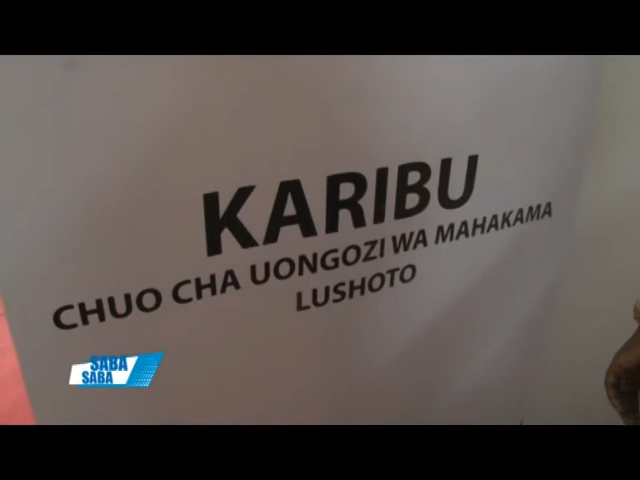 KARIBU
CHUO CHA UONGOZI WA MAHAKAMA
LUSHOTO
SABA
SABA